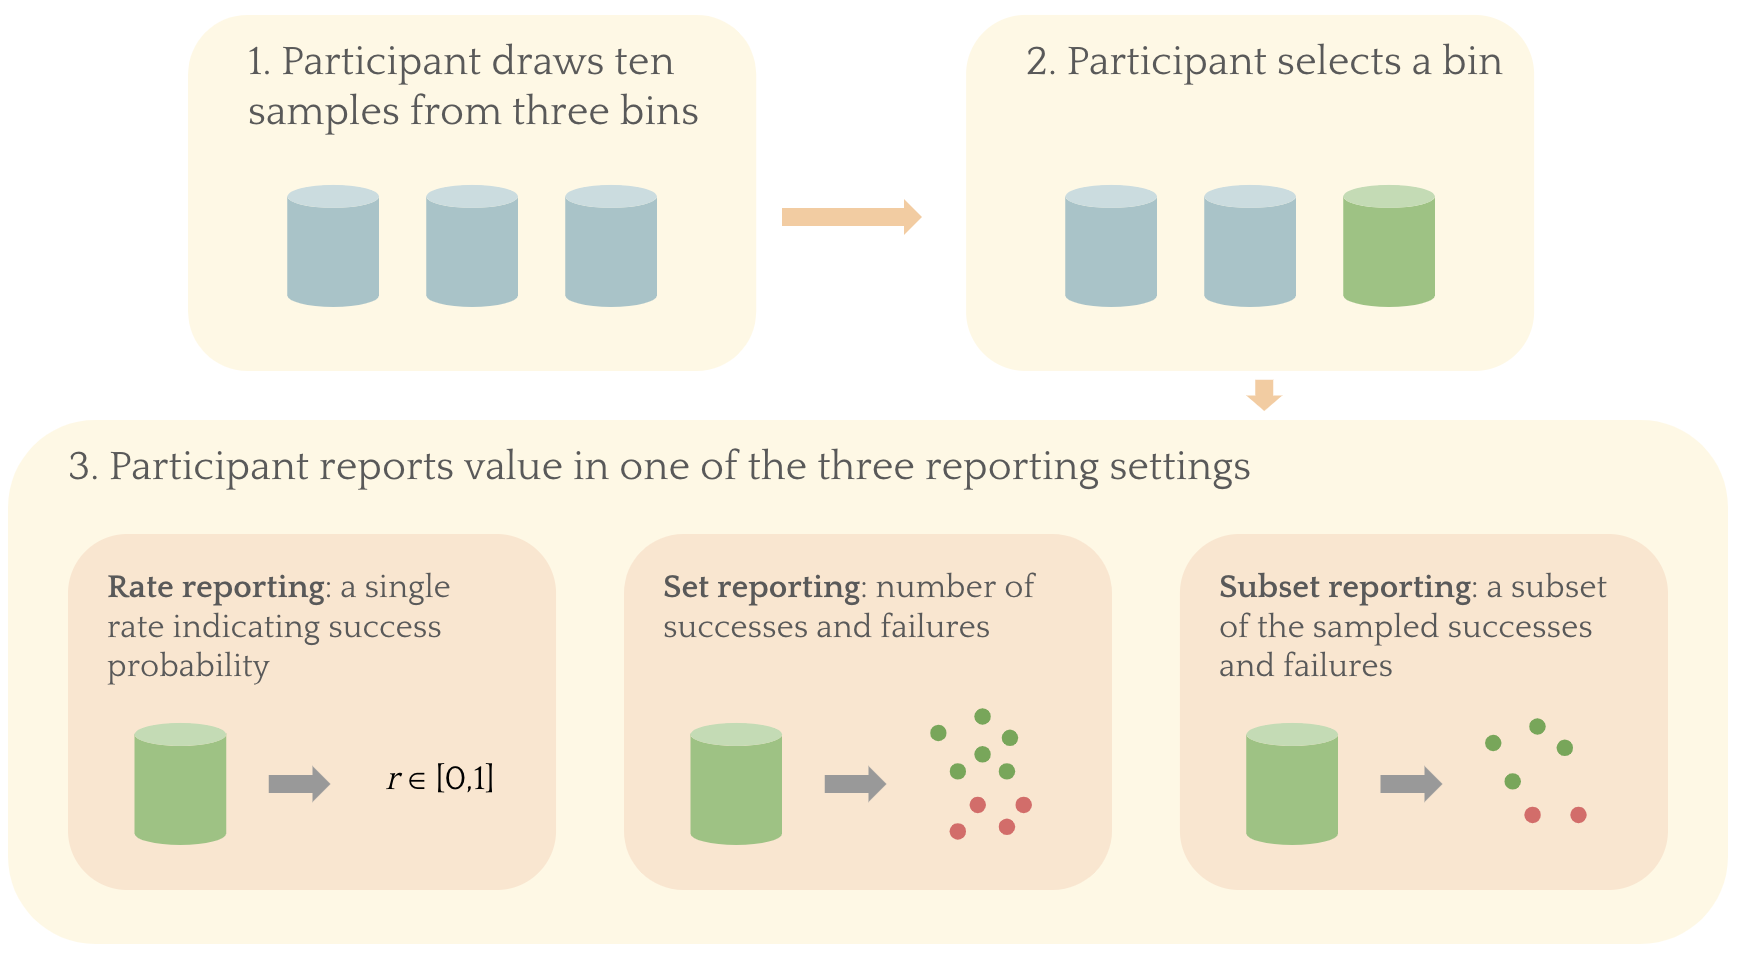 1. Participant draws ten
samples from three bins
2. Participant selects a bin
3. Participant reports value in one of the three reporting settings
Rate reporting: a single
rate indicating success
probability
r ∈ [0,1]
Set reporting: number of
successes and failures
Subset reporting: a subset
of the sampled successes
and failures